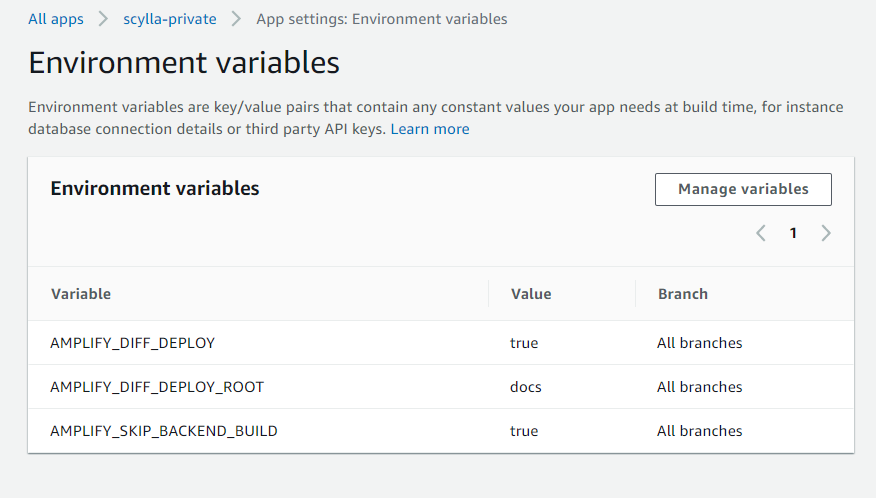 All apps > scylla-private > App settings: Environment variables
Environment variables
Environment variables are key/value pairs that contain any constant values your app needs at build time, for instance
database connection details or third party API keys. Learn more
Environment variables
Manage variables
1
Variable Value Branch
AMPLIFY_DIFF_DEPLOY true All branches
AMPLIFY_DIFF_DEPLOY_ROOT docs All branches
AMPLIFY_SKIP_BACKEND_BUILD true All branches